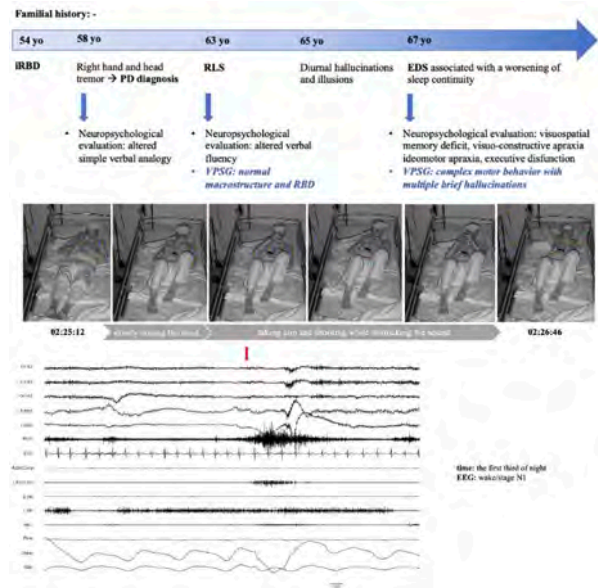 Familial history: -
54 yo
58 yo
63 yo
65 yo
67 yo
iRBD
Right hand and head
tremor → PD diagnosis
RLS
Diurnal hallucinations
and illusions
EDS associated with a worsening of
sleep continuity
• Neuropsychological
evaluation: altered
simple verbal analogy
• Neuropsychological
evaluation: altered verbal
fluency
• VPSG: normal
macrostructure and RBD
• Neuropsychological evaluation: visuospatial
memory deficit, visuo-constructive apraxia
ideomotor apraxia, executive disfunction
• VPSG: complex motor behavior with
multiple brief hallucinations
02:25:12
slowly raising the head
taking aim and shooting while mimicking the sound
02:26:46
time: the first third of night
EEG: wake/stage N1